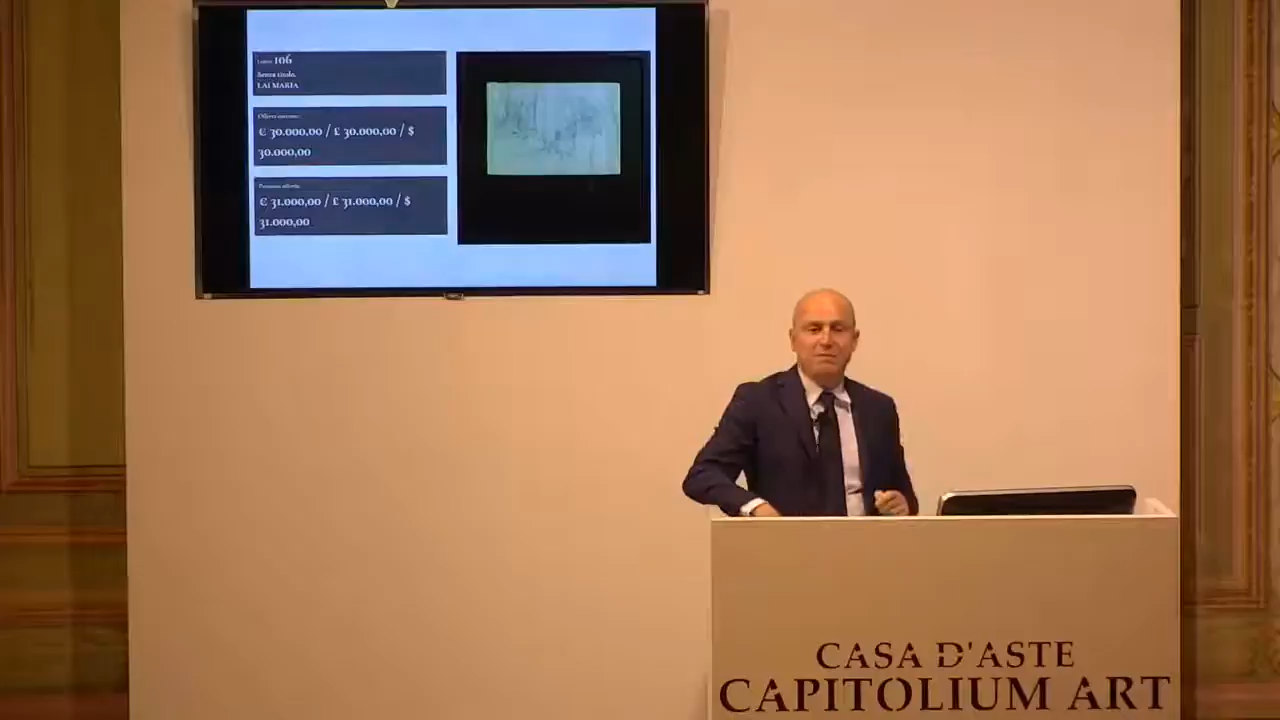 106
Senza titolo,
LAI MARIA
Offerta corrente:
€ 30.000,00 / £ 30.000,00 / $
30.000,00
Prossima offerta:
€ 31.000,00 / £ 31.000,00 / $
31.000,00
CASA D'ASTE
CAPITOLIUM ART